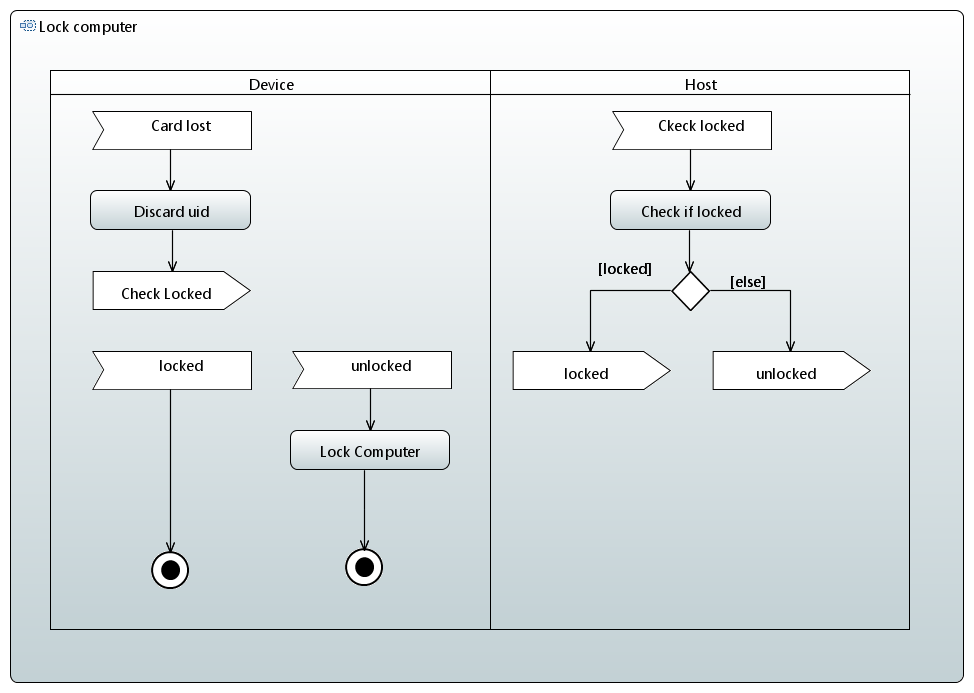 Lock computer
Device
Host
Card lost
Ckeck locked
Discard uid
Check if locked
[locked]
[else]
Check Locked
locked
unlocked
locked
unlocked
Lock Computer